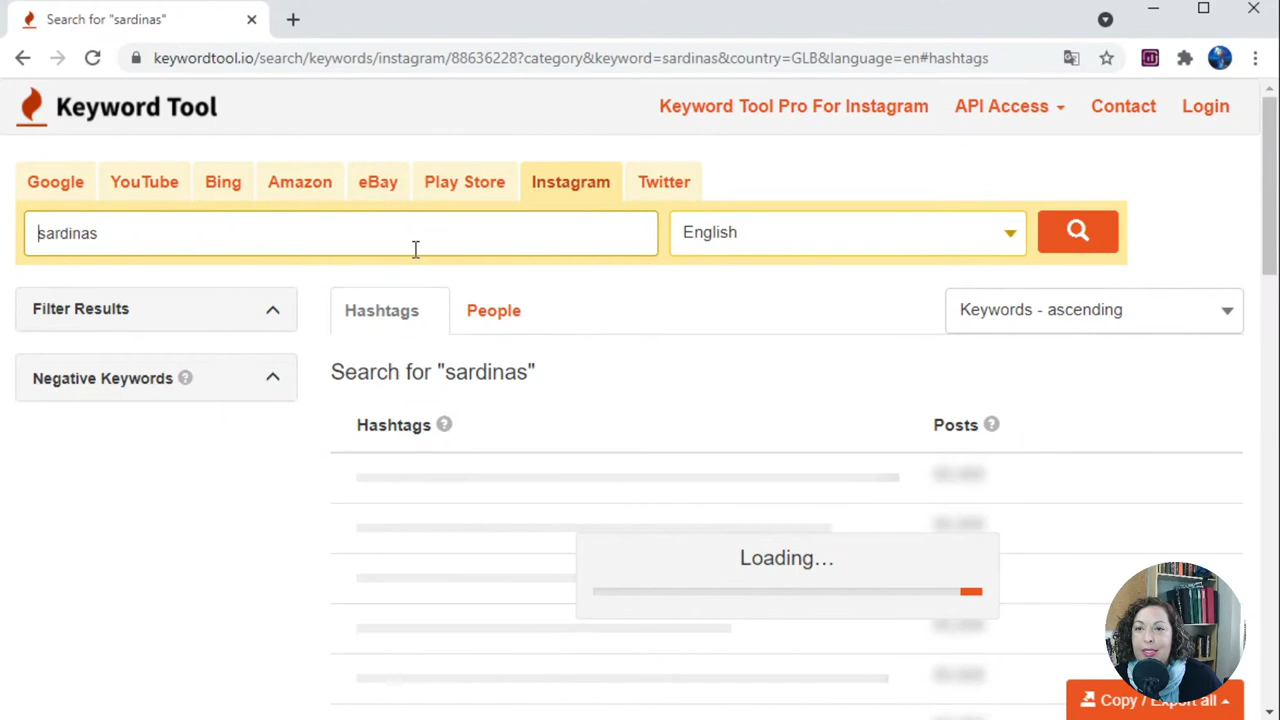 Search for "sardinas"
keywordtool.io/search/keywords/instagram/88636228?category&keyword=sardinas&country=GLB&language=en#hashtags
Keyword Tool
Keyword Tool Pro For Instagram
API Access
Contact
Login
Google
YouTube
Bing
Amazon
eBay
Play Store
Instagram
Twitter
sardinas
English
Filter Results
Hashtags
People
Keywords - ascending
Negative Keywords ?
Search for "sardinas"
Hashtags ?
Posts ?
Loading...
Copy / Export all